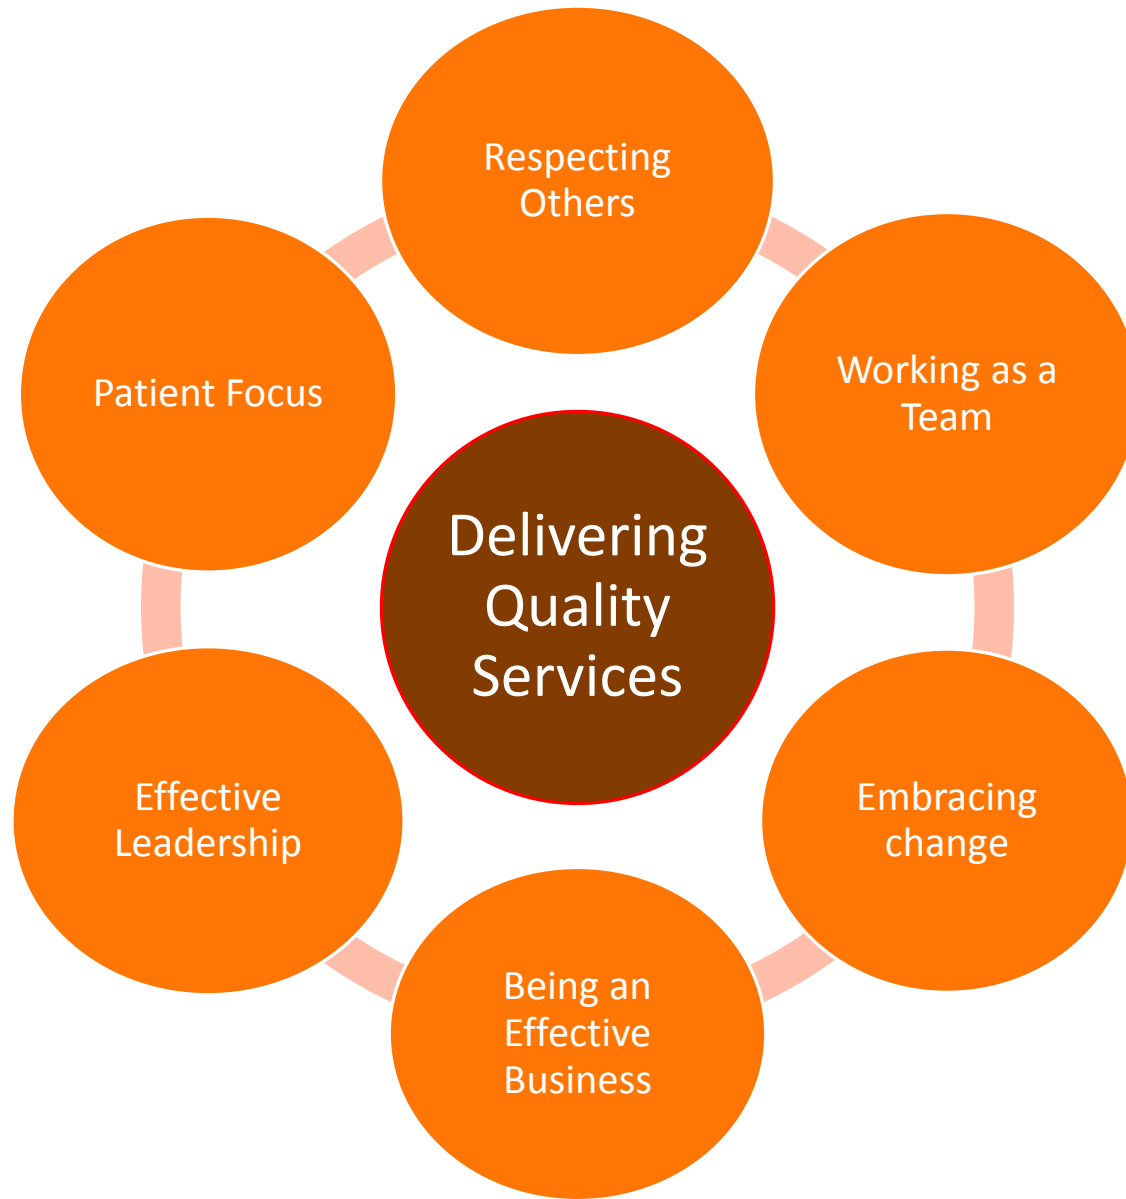 Respecting
Others
Working as a
Team
Patient Focus
Delivering
Quality
Services
Effective
Leadership
Embracing
change
Being an
Effective
Business